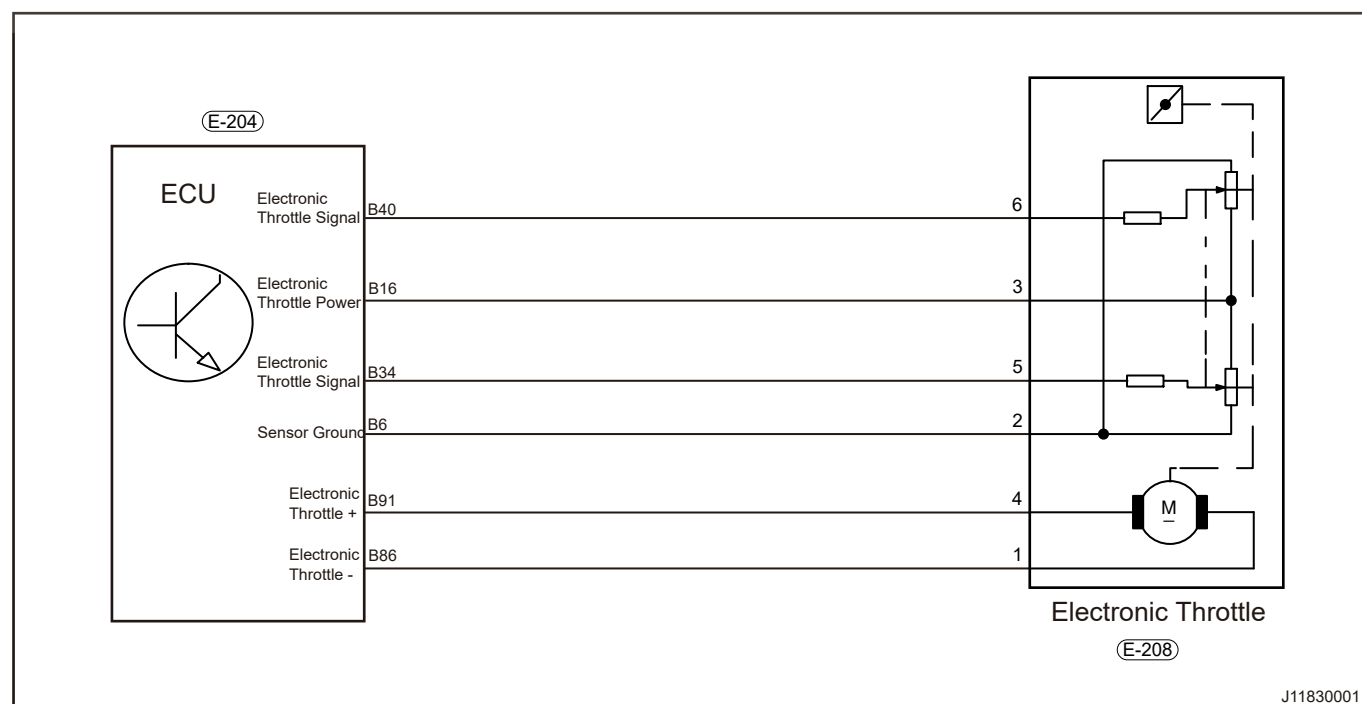 E-204
ECU
Electronic
Throttle Signal
B40
6
Electronic
Throttle Power
B16
3
Electronic
Throttle Signal
B34
5
Sensor Ground
B6
2
Electronic
Throttle +
B91
4
M
Electronic
Throttle -
B86
1
Electronic Throttle
E-208
J11830001